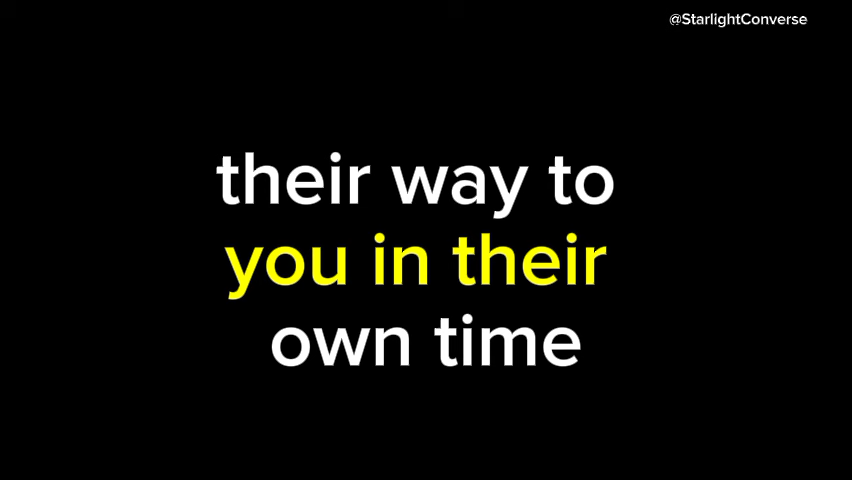 @StarlightConverse
their way to
you in their
own time